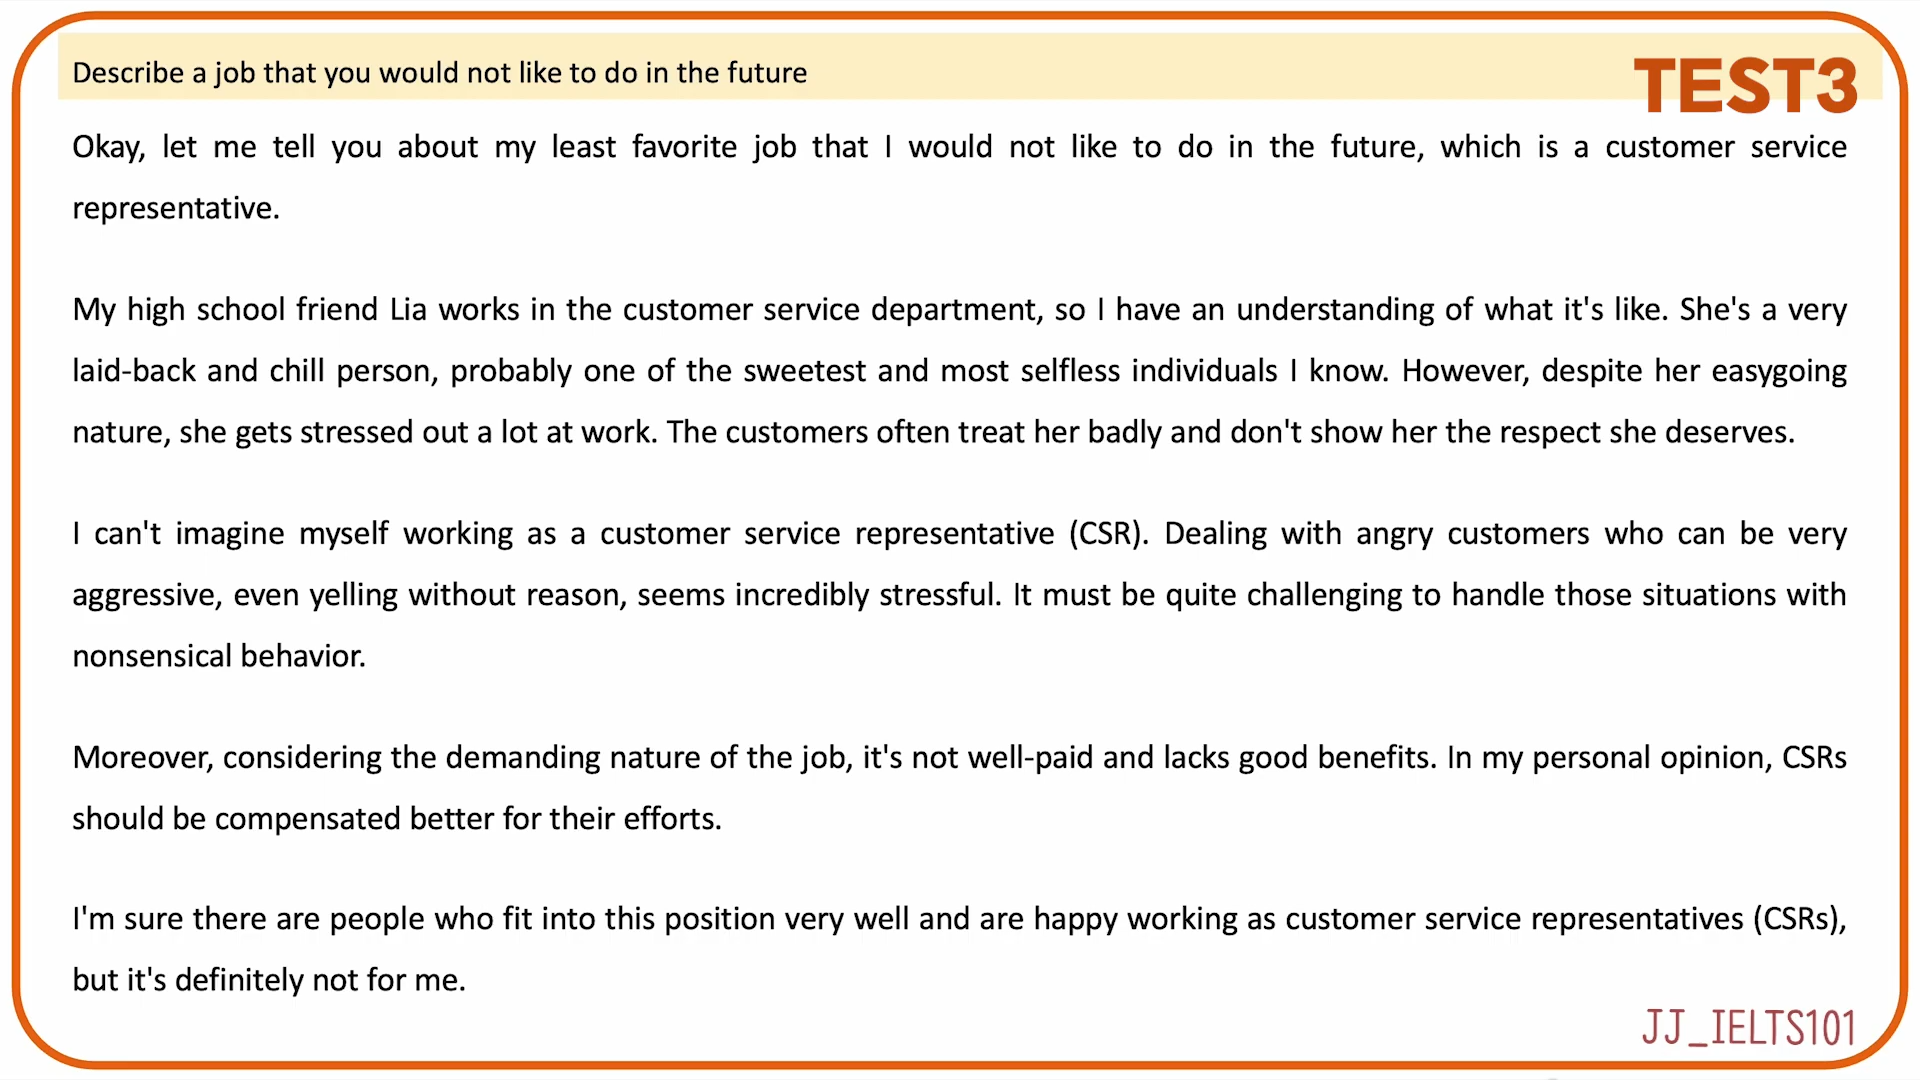 Describe a job that you would not like to do in the future
TEST3
Okay, let me tell you about my least favorite job that I would not like to do in the future, which is a customer service
representative.
My high school friend Lia works in the customer service department, so I have an understanding of what it's like. She's a very
laid-back and chill person, probably one of the sweetest and most selfless individuals I know. However, despite her easygoing
nature, she gets stressed out a lot at work. The customers often treat her badly and don't show her the respect she deserves.
I can't imagine myself working as a customer service representative (CSR). Dealing with angry customers who can be very
aggressive, even yelling without reason, seems incredibly stressful. It must be quite challenging to handle those situations with
nonsensical behavior.
Moreover, considering the demanding nature of the job, it's not well-paid and lacks good benefits. In my personal opinion, CSRs
should be compensated better for their efforts.
I'm sure there are people who fit into this position very well and are happy working as customer service representatives (CSRs),
but it's definitely not for me.
JJ_IELTS101